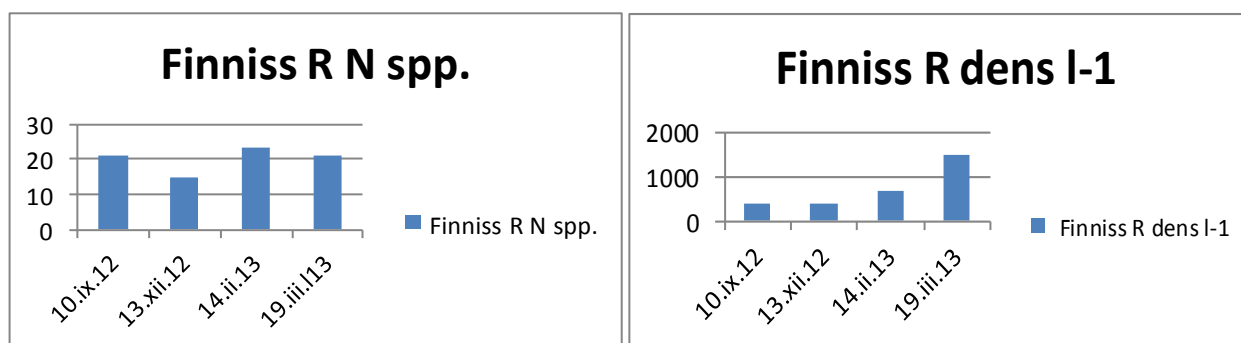 Finniss R N spp.
30
20
10
0
10.ix.12
13.xii.12
14.ii.13
19.iii.l13
Finniss R N spp.
Finniss R dens l-1
2000
1000
0
10.ix.12
13.xii.12
14.ii.13
19.iii.13
Finniss R dens l-1